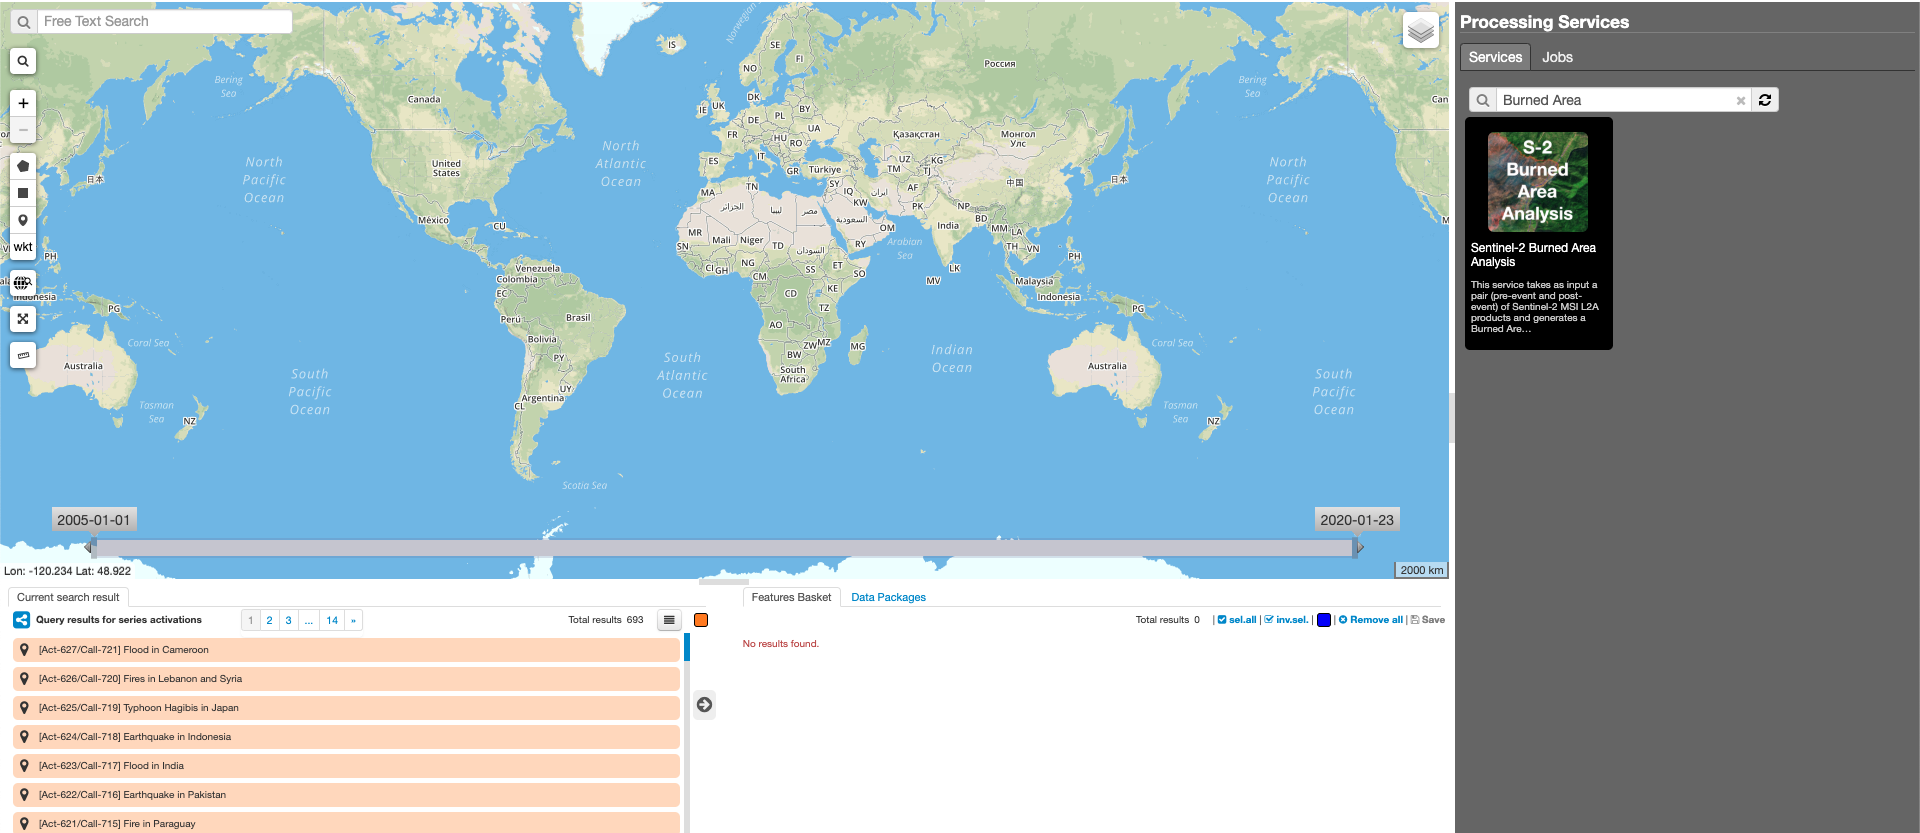 Free Text Search
wkt
Bering
Sea
North
Pacific
Ocean
日本
PH
Indonesia
PG
Coral Sea
Australia
Tasman
Sea
NZ
South
Pacific
Ocean
Canada
United
States
México
CU
Venezuela
Colombia
EC
Perú
Brasil
Bolivia
PY
UY
Argentina
CL
Scotia Sea
North
Atlantic
Ocean
South
Atlantic
Ocean
Norwegian
IS
SE
FI
NO
DK
IE
UK
BY
PL
DE
FR
UA
HU
RO
IT
ES
GR
Türkiye
Россия
Қазақстан
Монгол
Улс
UZ
KG
TM
TJ
SY
IQ
ایران
AF
中国
日本
MA
TN
الجزائر
ليبيا
مصر
السعودية
KW
PK
NP
BD
OM
India
MM
LA
MR
Mali
Niger
TD
السودان
RY
Arabian
Sea
TH
VN
PH
SN
CI
GH
NG
CM
SS
ET
SO
LK
MV
Malaysia
Indonesia
CD
KE
TZ
PG
AO
ZW
MZ
MG
BW
South
Africa
Indian
Ocean
Coral Sea
Australia
Tasman
Sea
NZ
Bering
Sea
North
Pacific
Ocean
South
Pacific
Ocean
Can
2005-01-01
2020-01-23
Lon: -120.234 Lat: 48.922
2000 km
Current search result
Query results for series activations
1 2 3 ... 14 »
Total results 693
[Act-627/Call-721] Flood in Cameroon
[Act-626/Call-720] Fires in Lebanon and Syria
[Act-625/Call-719] Typhoon Hagibis in Japan
[Act-624/Call-718] Earthquake in Indonesia
[Act-623/Call-717] Flood in India
[Act-622/Call-716] Earthquake in Pakistan
[Act-621/Call-715] Fire in Paraguay
Features Basket Data Packages
Total results 0 | sel.all | inv.sel. | | Remove all | Save
No results found.
Processing Services
Services Jobs
Burned Area
S-2
Burned
Area
Analysis
Sentinel-2 Burned Area
Analysis
This service takes as input a
pair (pre-event and post-
event) of Sentinel-2 MSI L2A
products and generates a
Burned Are...